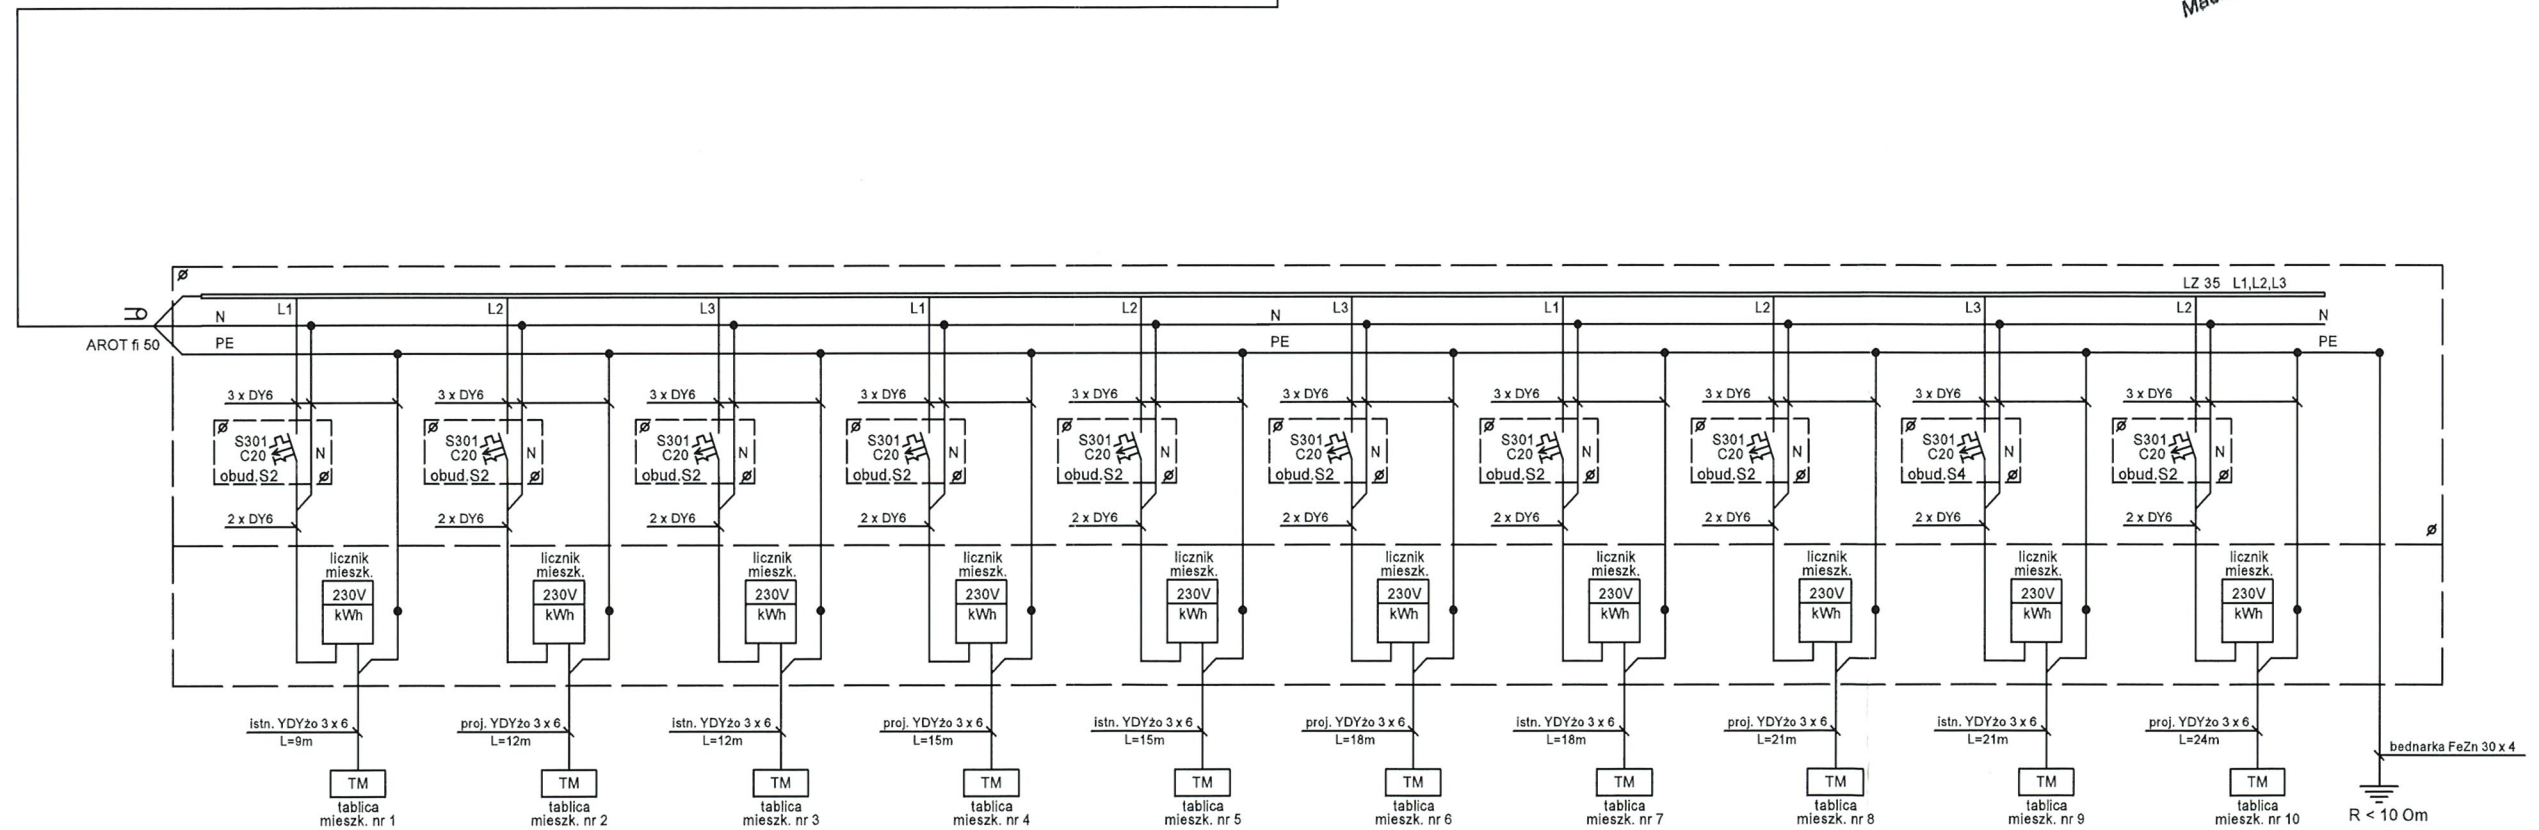 LZ 35 L1,L2,L3
L1 L2 L3 L1 L2 L3 L1 L2 L3 L2
N N N
AROT fi 50 PE PE PE
3 x DY6 3 x DY6 3 x DY6 3 x DY6 3 x DY6 3 x DY6 3 x DY6 3 x DY6 3 x DY6 3 x DY6
S301 S301 S301 S301 S301 S301 S301 S301 S301 S301
C20 N C20 N C20 N C20 N C20 N C20 N C20 N C20 N C20 N C20 N
obud.S2 obud.S2 obud.S2 obud.S2 obud.S2 obud.S2 obud.S2 obud.S2 obud.S4 obud.S2
2 x DY6 2 x DY6 2 x DY6 2 x DY6 2 x DY6 2 x DY6 2 x DY6 2 x DY6 2 x DY6 2 x DY6
licznik licznik licznik licznik licznik licznik licznik licznik licznik licznik
mieszk. mieszk. mieszk. mieszk. mieszk. mieszk. mieszk. mieszk. mieszk. mieszk.
230V 230V 230V 230V 230V 230V 230V 230V 230V 230V
kWh kWh kWh kWh kWh kWh kWh kWh kWh kWh
istn. YDYżo 3 x 6 proj. YDYżo 3 x 6 istn. YDYżo 3 x 6 proj. YDYżo 3 x 6 istn. YDYżo 3 x 6 proj. YDYżo 3 x 6 istn. YDYżo 3 x 6 proj. YDYżo 3 x 6 istn. YDYżo 3 x 6 proj. YDYżo 3 x 6
L=9m L=12m L=12m L=15m L=15m L=18m L=18m L=21m L=21m L=24m
bednarka FeZn 30 x 4
TM TM TM TM TM TM TM TM TM TM
tablica tablica tablica tablica tablica tablica tablica tablica tablica tablica
mieszk. nr 1 mieszk. nr 2 mieszk. nr 3 mieszk. nr 4 mieszk. nr 5 mieszk. nr 6 mieszk. nr 7 mieszk. nr 8 mieszk. nr 9 mieszk. nr 10
R < 10 Om